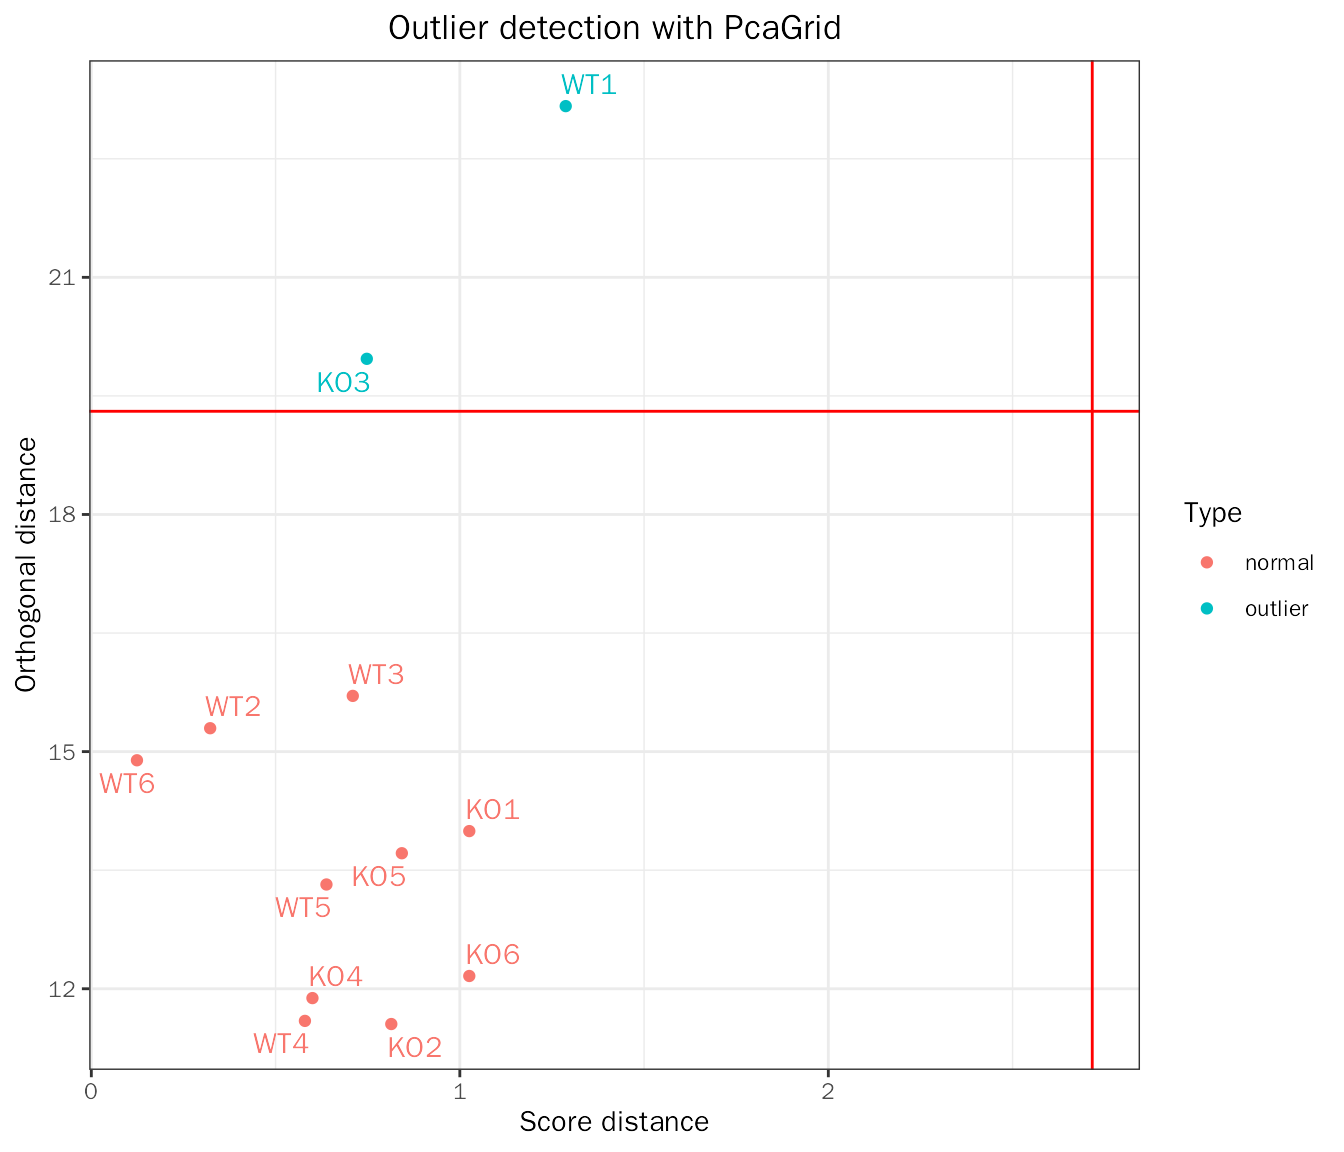 Outlier detection with PcaGrid
WT1
21
KO3
Orthogonal distance
18
Type
normal
outlier
WT3
WT2
15
WT6
KO1
KO5
WT5
KO6
KO4
12
WT4
KO2
0 1 2
Score distance